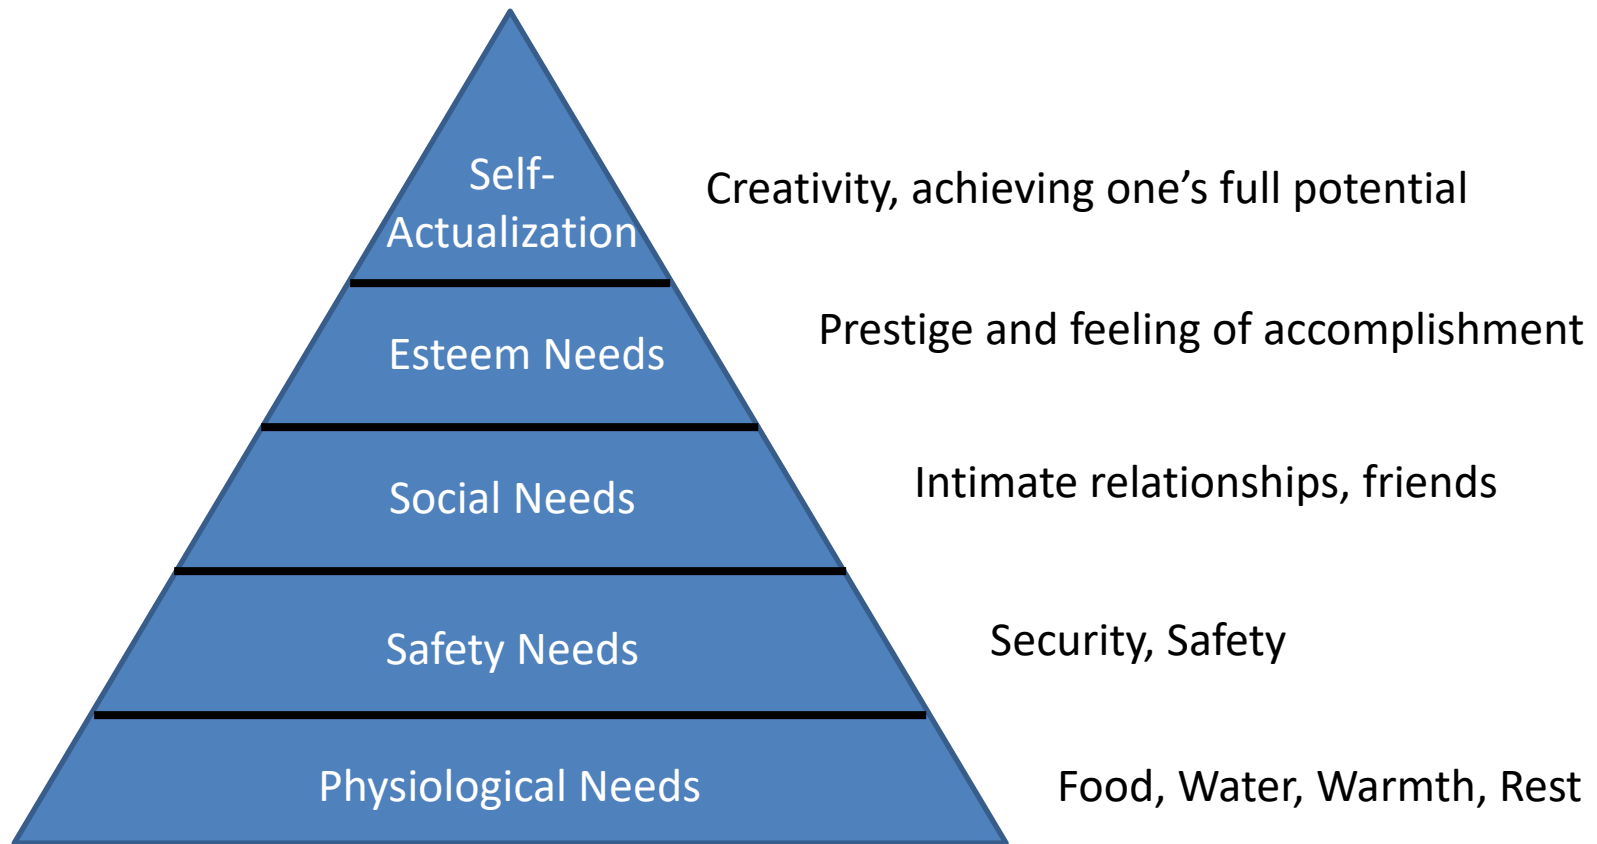 Self-
Actualization
Creativity, achieving one’s full potential
Esteem Needs
Prestige and feeling of accomplishment
Social Needs
Intimate relationships, friends
Safety Needs
Security, Safety
Physiological Needs
Food, Water, Warmth, Rest